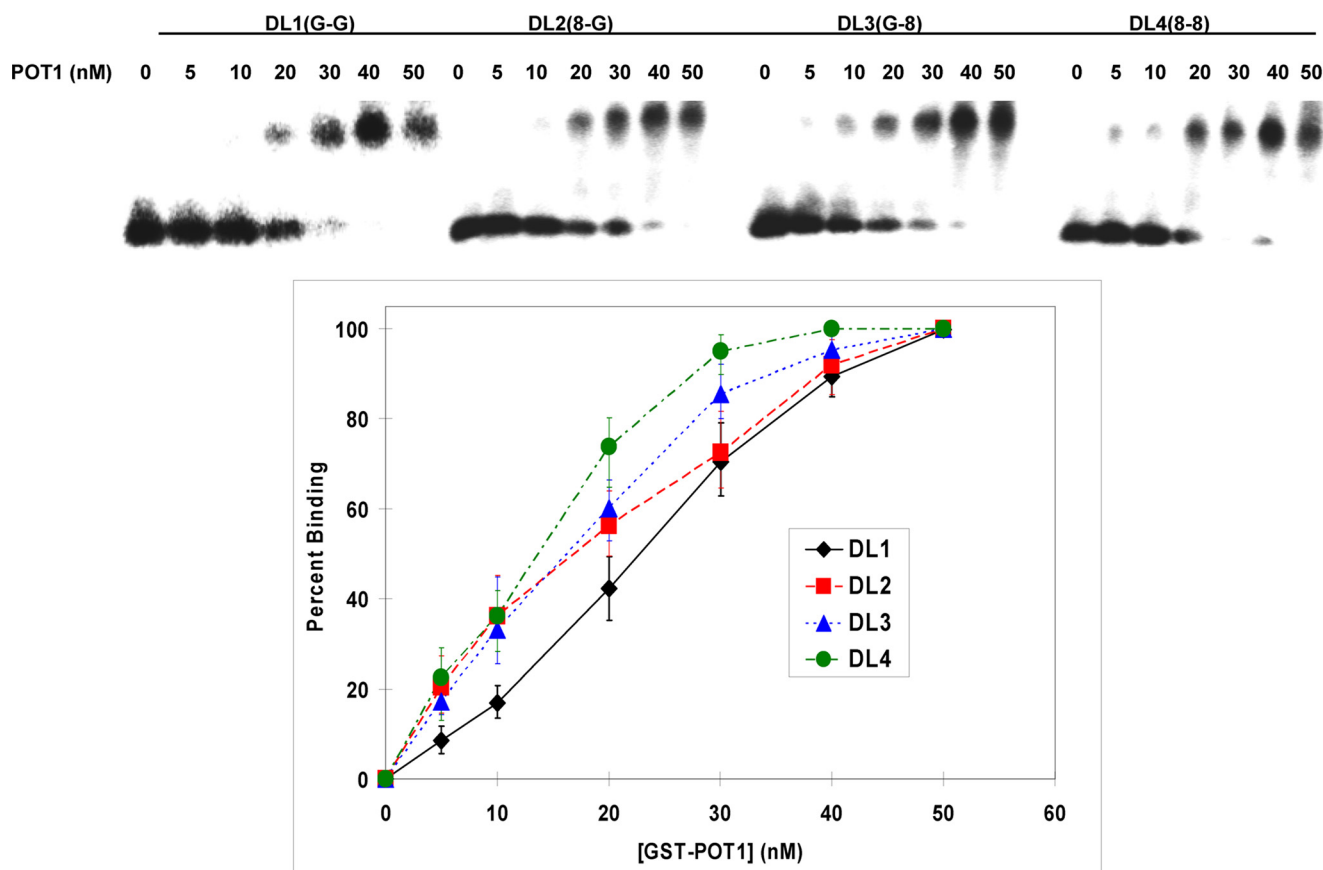 DL1(G-G) DL2(8-G) DL3(G-8) DL4(8-8)
POT1 (nM) 0 5 10 20 30 40 50 0 5 10 20 30 40 50 0 5 10 20 30 40 50 0 5 10 20 30 40 50
100
80
60
40
20
0
Percent Binding
DL1
DL2
DL3
DL4
0 10 20 30 40 50 60
[GST-POT1] (nM)